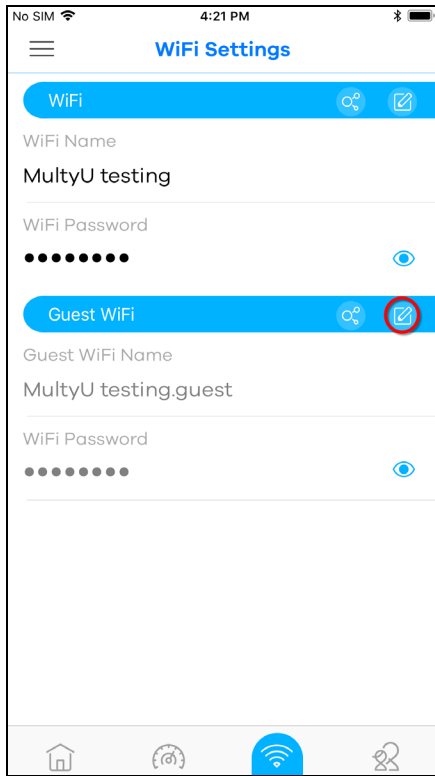 No SIM 4:21 PM
WiFi Settings
WiFi
WiFi Name
MultyU testing
WiFi Password
●●●●●●●●
Guest WiFi
Guest WiFi Name
MultyU testing.guest
WiFi Password
●●●●●●●●